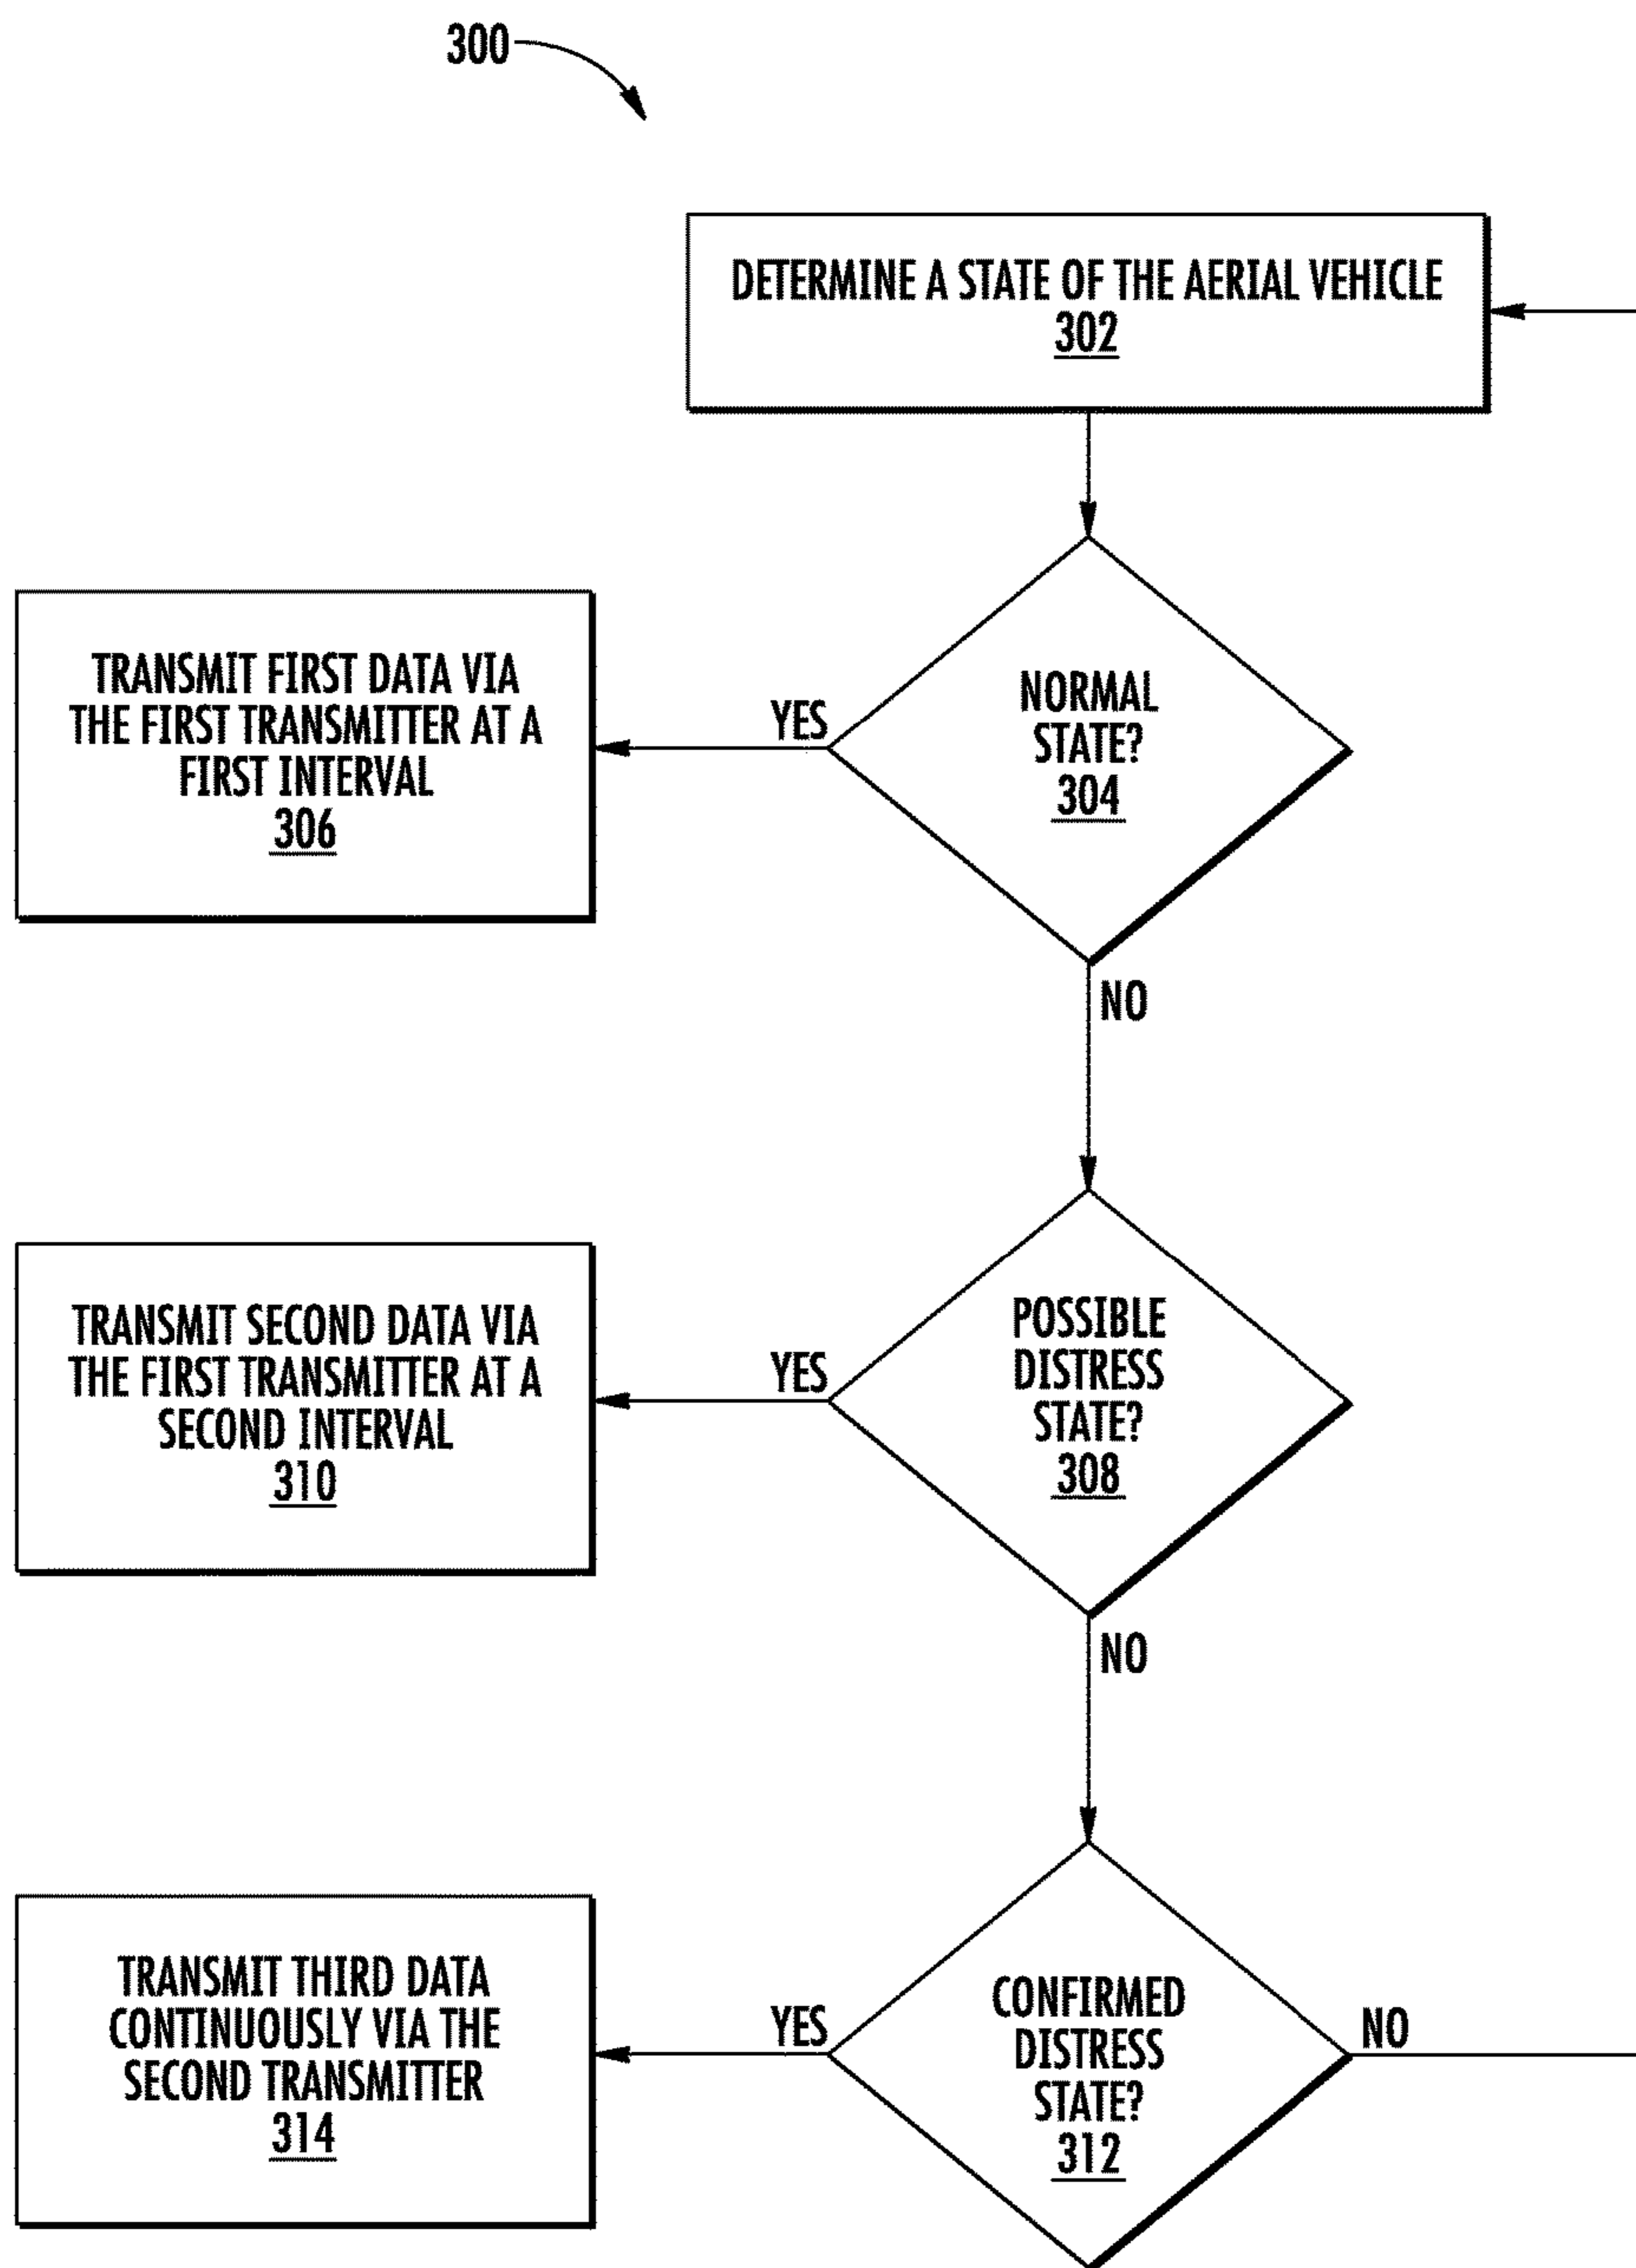 300
DETERMINE A STATE OF THE AERIAL VEHICLE
302
NORMAL
STATE?
304
YES
TRANSMIT FIRST DATA VIA
THE FIRST TRANSMITTER AT A
FIRST INTERVAL
306
NO
POSSIBLE
DISTRESS
STATE?
308
YES
TRANSMIT SECOND DATA VIA
THE FIRST TRANSMITTER AT A
SECOND INTERVAL
310
NO
CONFIRMED
DISTRESS
STATE?
312
YES
TRANSMIT THIRD DATA
CONTINUOUSLY VIA THE
SECOND TRANSMITTER
314
NO